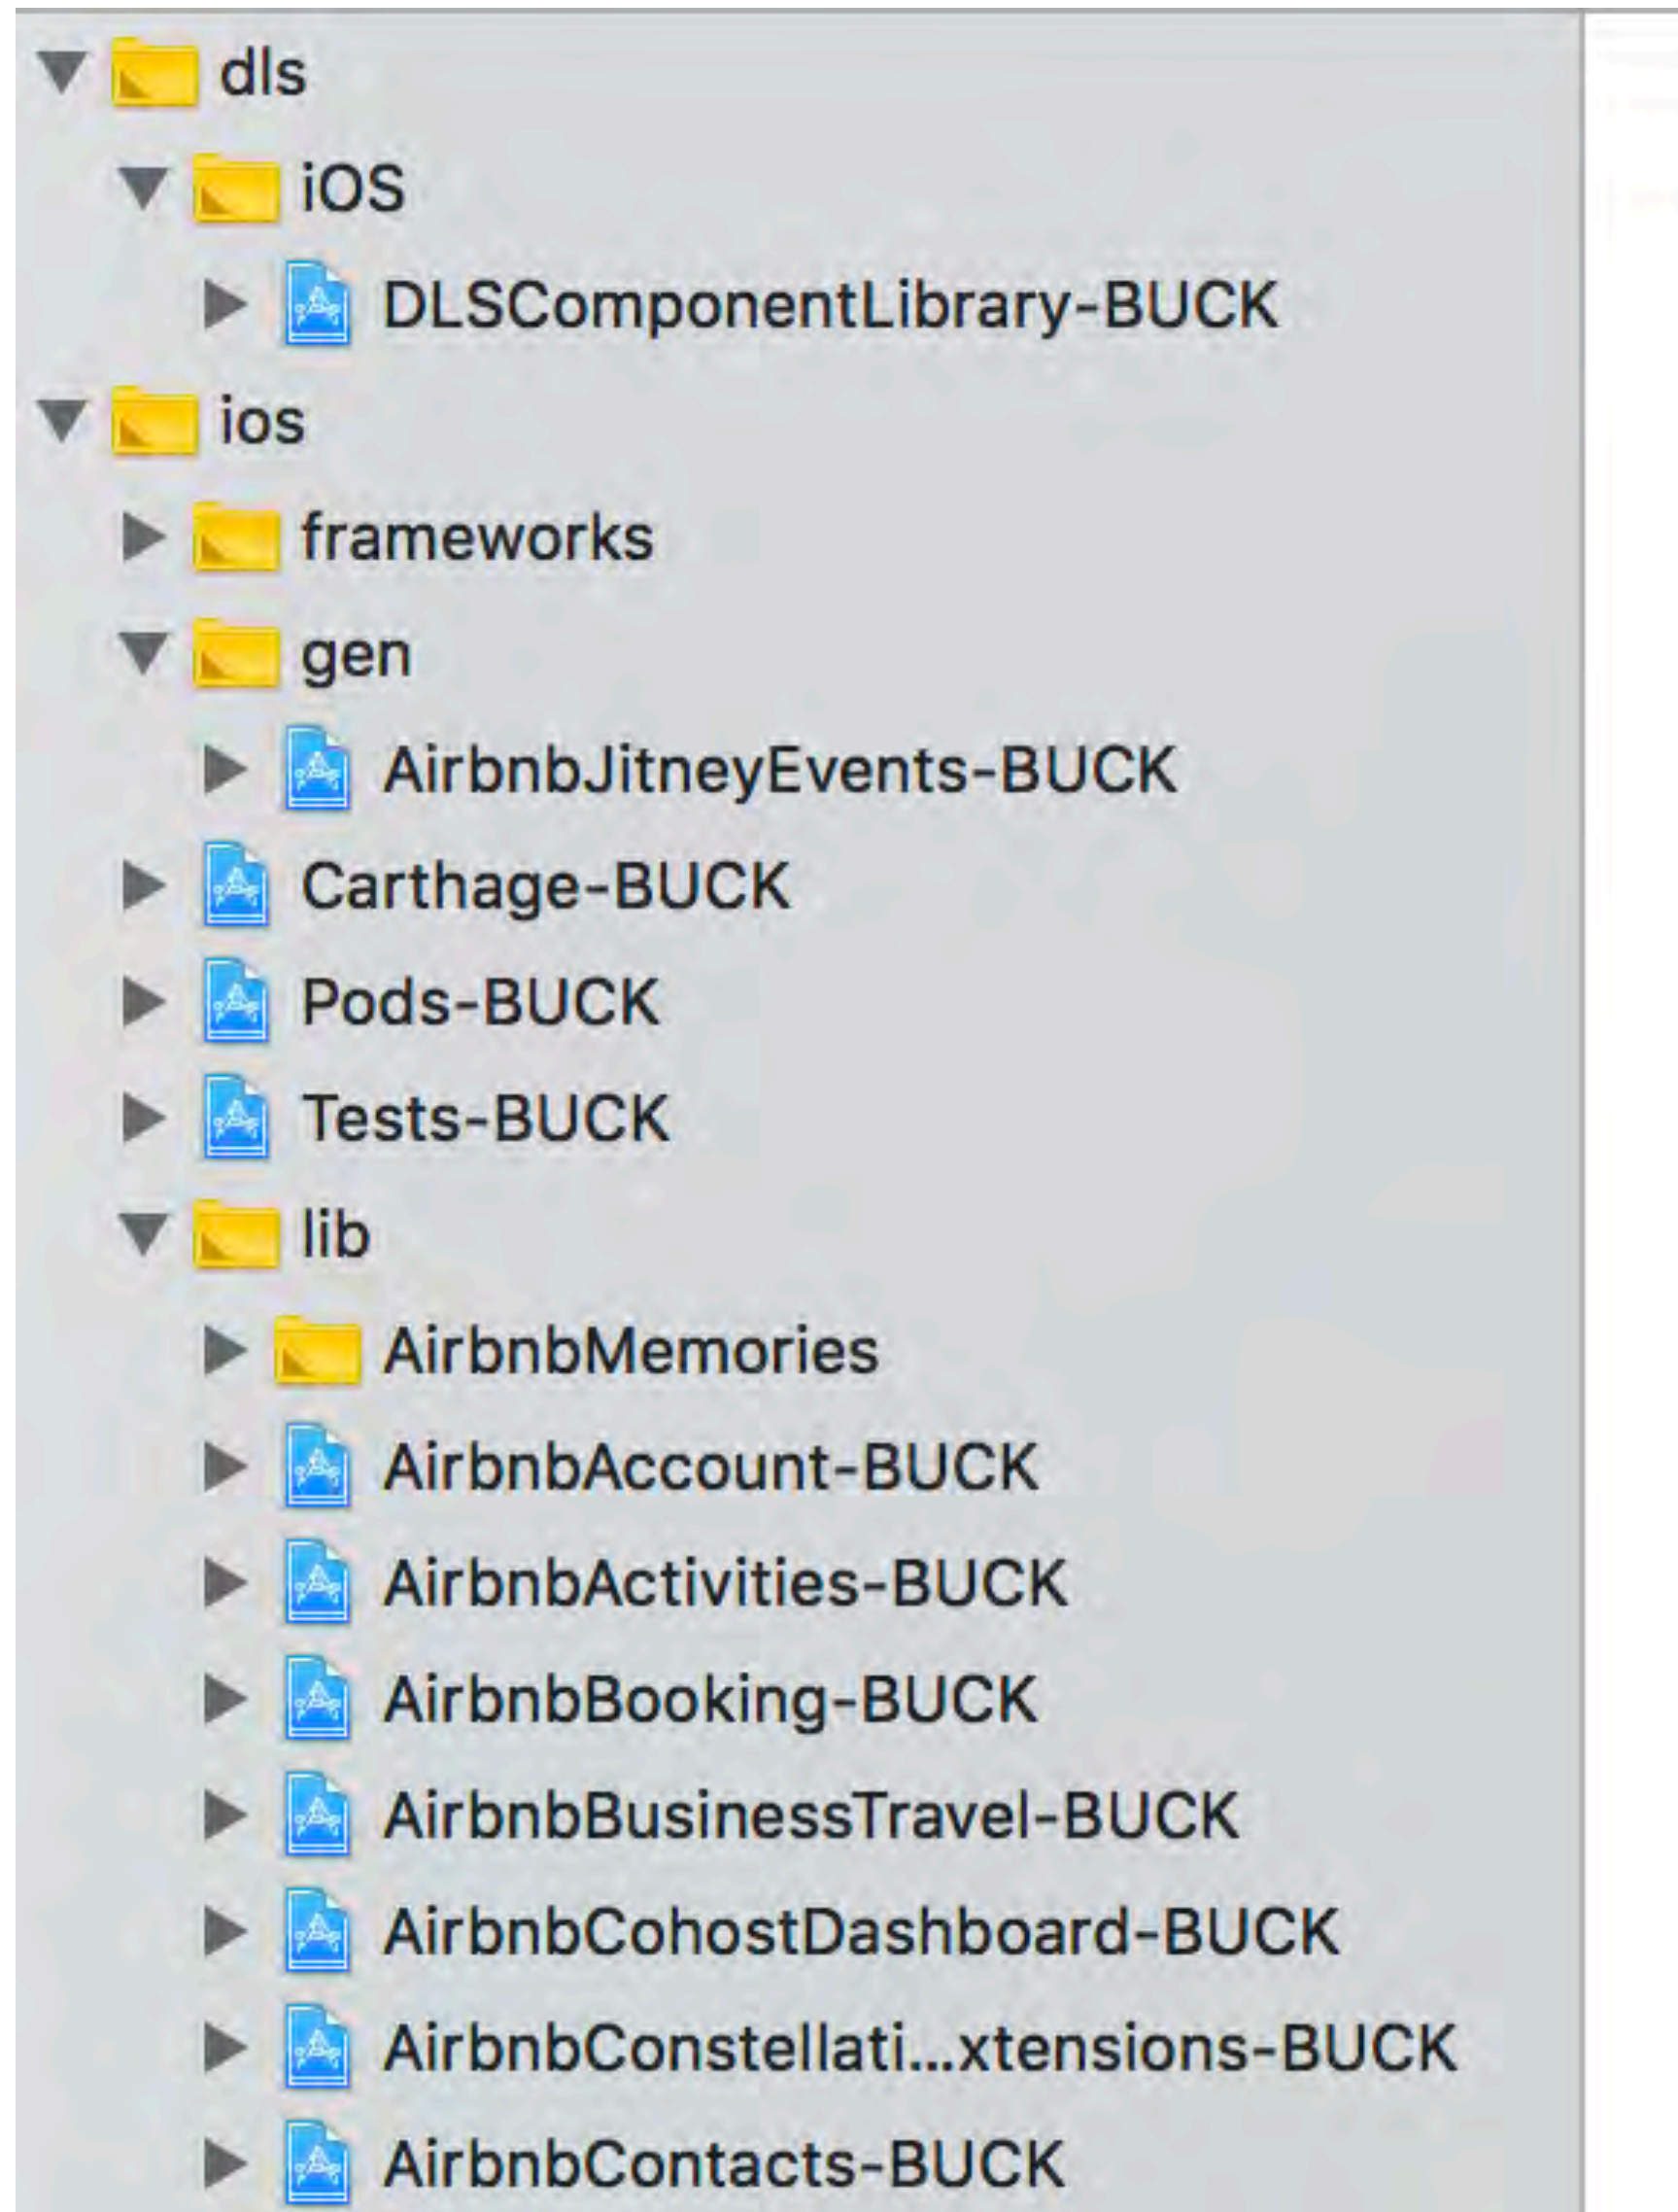 dls
iOS
DLSComponentLibrary-BUCK
ios
frameworks
gen
AirbnbJitneyEvents-BUCK
Carthage-BUCK
Pods-BUCK
Tests-BUCK
lib
AirbnbMemories
AirbnbAccount-BUCK
AirbnbActivities-BUCK
AirbnbBooking-BUCK
AirbnbBusinessTravel-BUCK
AirbnbCohostDashboard-BUCK
AirbnbConstellati...xtensions-BUCK
AirbnbContacts-BUCK